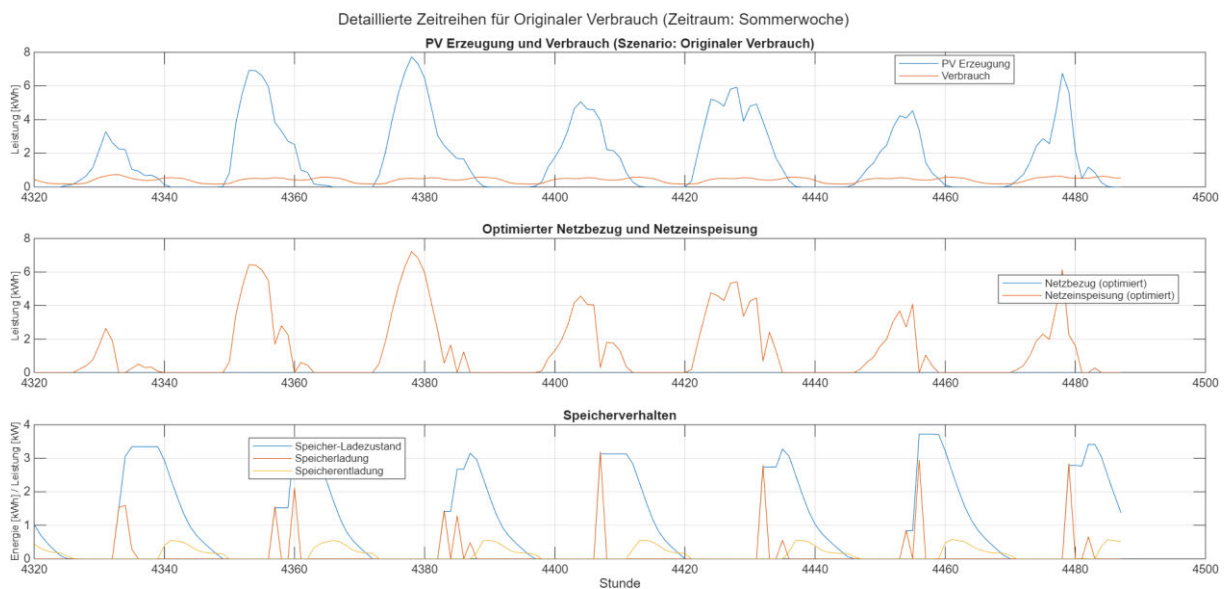 Detaillierte Zeitreihen für Originaler Verbrauch (Zeitraum: Sommerwoche)
PV Erzeugung und Verbrauch (Szenario: Originaler Verbrauch)
Leistung [kWh]
8
6
4
2
0
PV Erzeugung
Verbrauch
4320 4340 4360 4380 4400 4420 4440 4460 4480 4500
Optimierter Netzbezug und Netzeinspeisung
Leistung [kWh]
8
6
4
2
0
Netzbezug (optimiert)
Netzeinspeisung (optimiert)
4320 4340 4360 4380 4400 4420 4440 4460 4480 4500
Speicherverhalten
Energie [kWh] / Leistung [kW]
4
3
2
1
0
Speicher-Ladezustand
Speicherladung
Speicherentladung
4320 4340 4360 4380 4400 4420 4440 4460 4480 4500
Stunde